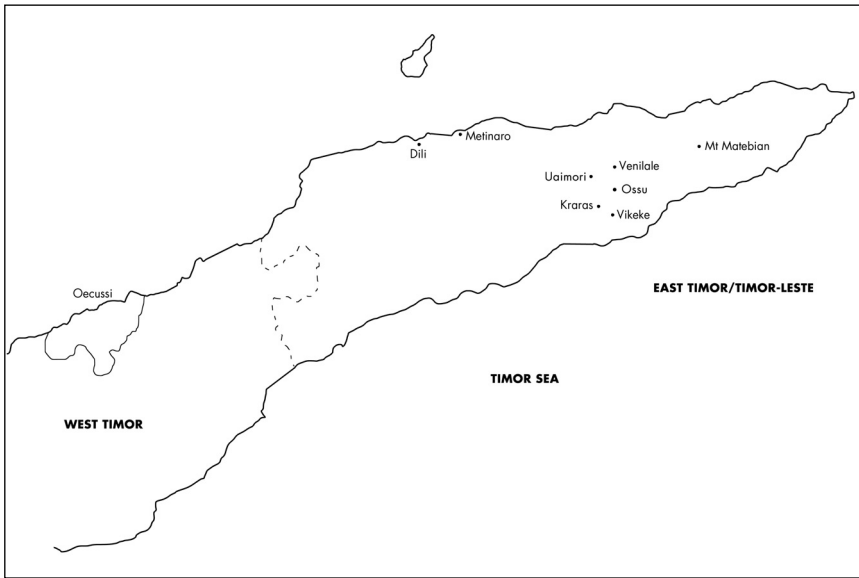 Metinaro
Dili
Mt Matebian
Venilale
Uaimori
Ossu
Kraras
Vikeke
Oecussi
EAST TIMOR/TIMOR-LESTE
TIMOR SEA
WEST TIMOR